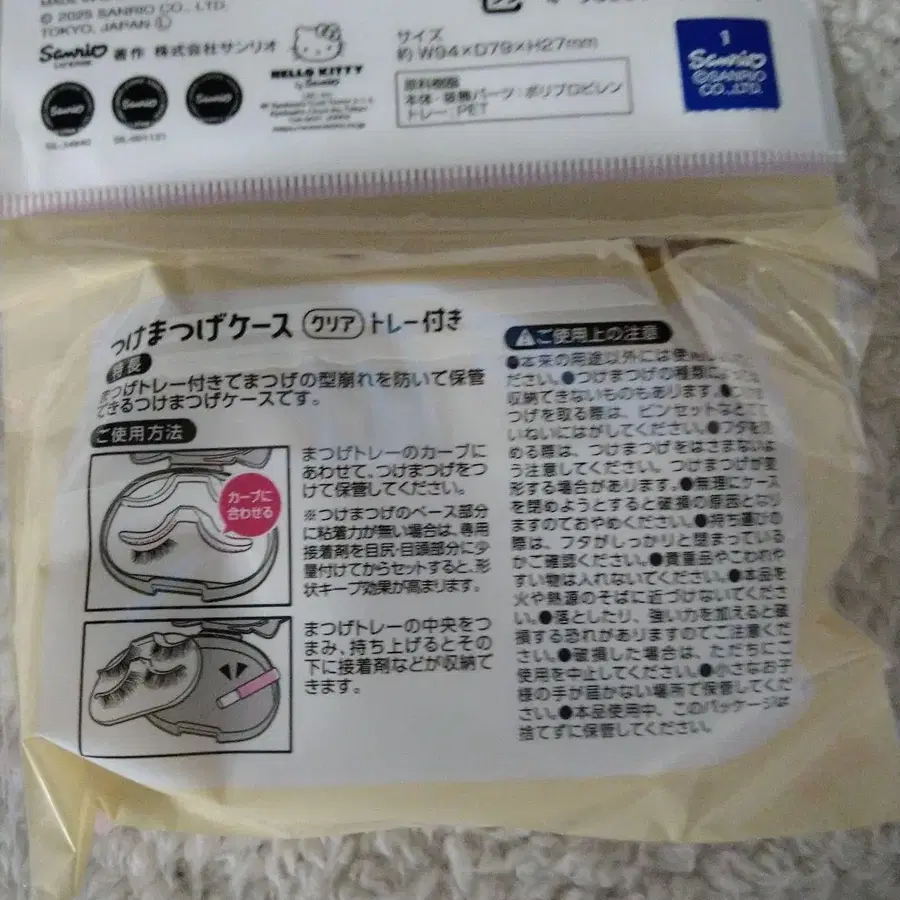 © 2025 SANRIO CO., LTD.
TOKYO, JAPAN Ⓛ
Sanrio 著作 株式会社サンリオ
HELLO KITTY
サイズ
約 W94×D79×H27mm
原料樹脂
本体・装飾パーツ：ポリプロピレン
トレー：PET
1
Sanrio
©SANRIO
CO., LTD.
つけまつげケース クリア トレー付き
特長
まつげトレー付きでまつげの型崩れを防いで保管
できるつけまつげケースです。
ご使用方法
カーブに
合わせる
まつげトレーのカーブに
あわせて、つけまつげをつ
けて保管してください。
※つけまつげのベース部分
に粘着力が無い場合は、専用
接着剤を目尻・目頭部分に少
量付けてからセットすると、形
状キープ効果が高まります。
まつげトレーの中央をつ
まみ、持ち上げるとその
下に接着剤などが収納で
きます。
ご使用上の注意
●本来の用途以外には使用
ださい。●つけまつげの種類に
収納できないものもあります。●
つげを取る際は、ピンセットなど
いねいにはがしてください。●フタを
める際は、つけまつげをはさまないよ
う注意してください。つけまつげが変
形する場合があります。●無理にケース
を閉めようとすると破損の原因となり
ますのでおやめください。●持ち運びの
際は、フタがしっかりと閉まっている
かご確認ください。●貴重品やこわれや
すい物は入れないでください。●本品を
火や熱源のそばに近づけないでくださ
い。●落としたり、強い力を加えると破
損する恐れがありますのでご注意くだ
さい。●破損した場合は、ただちにご
使用を中止してください。●小さなお子
様の手が届かない場所で保管してくだ
さい。●本品使用中、このパッケージは
捨てずに保管してください。